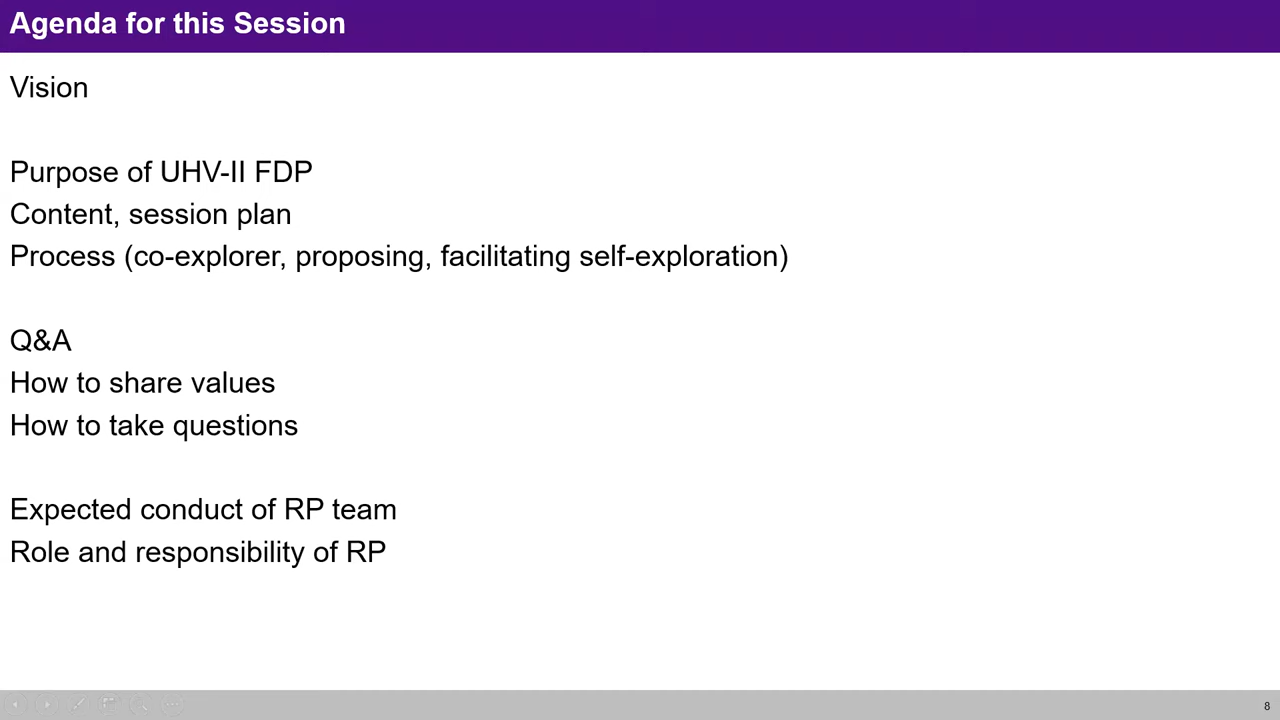 Agenda for this Session
Vision
Purpose of UHV-II FDP
Content, session plan
Process (co-explorer, proposing, facilitating self-exploration)
Q&A
How to share values
How to take questions
Expected conduct of RP team
Role and responsibility of RP
8